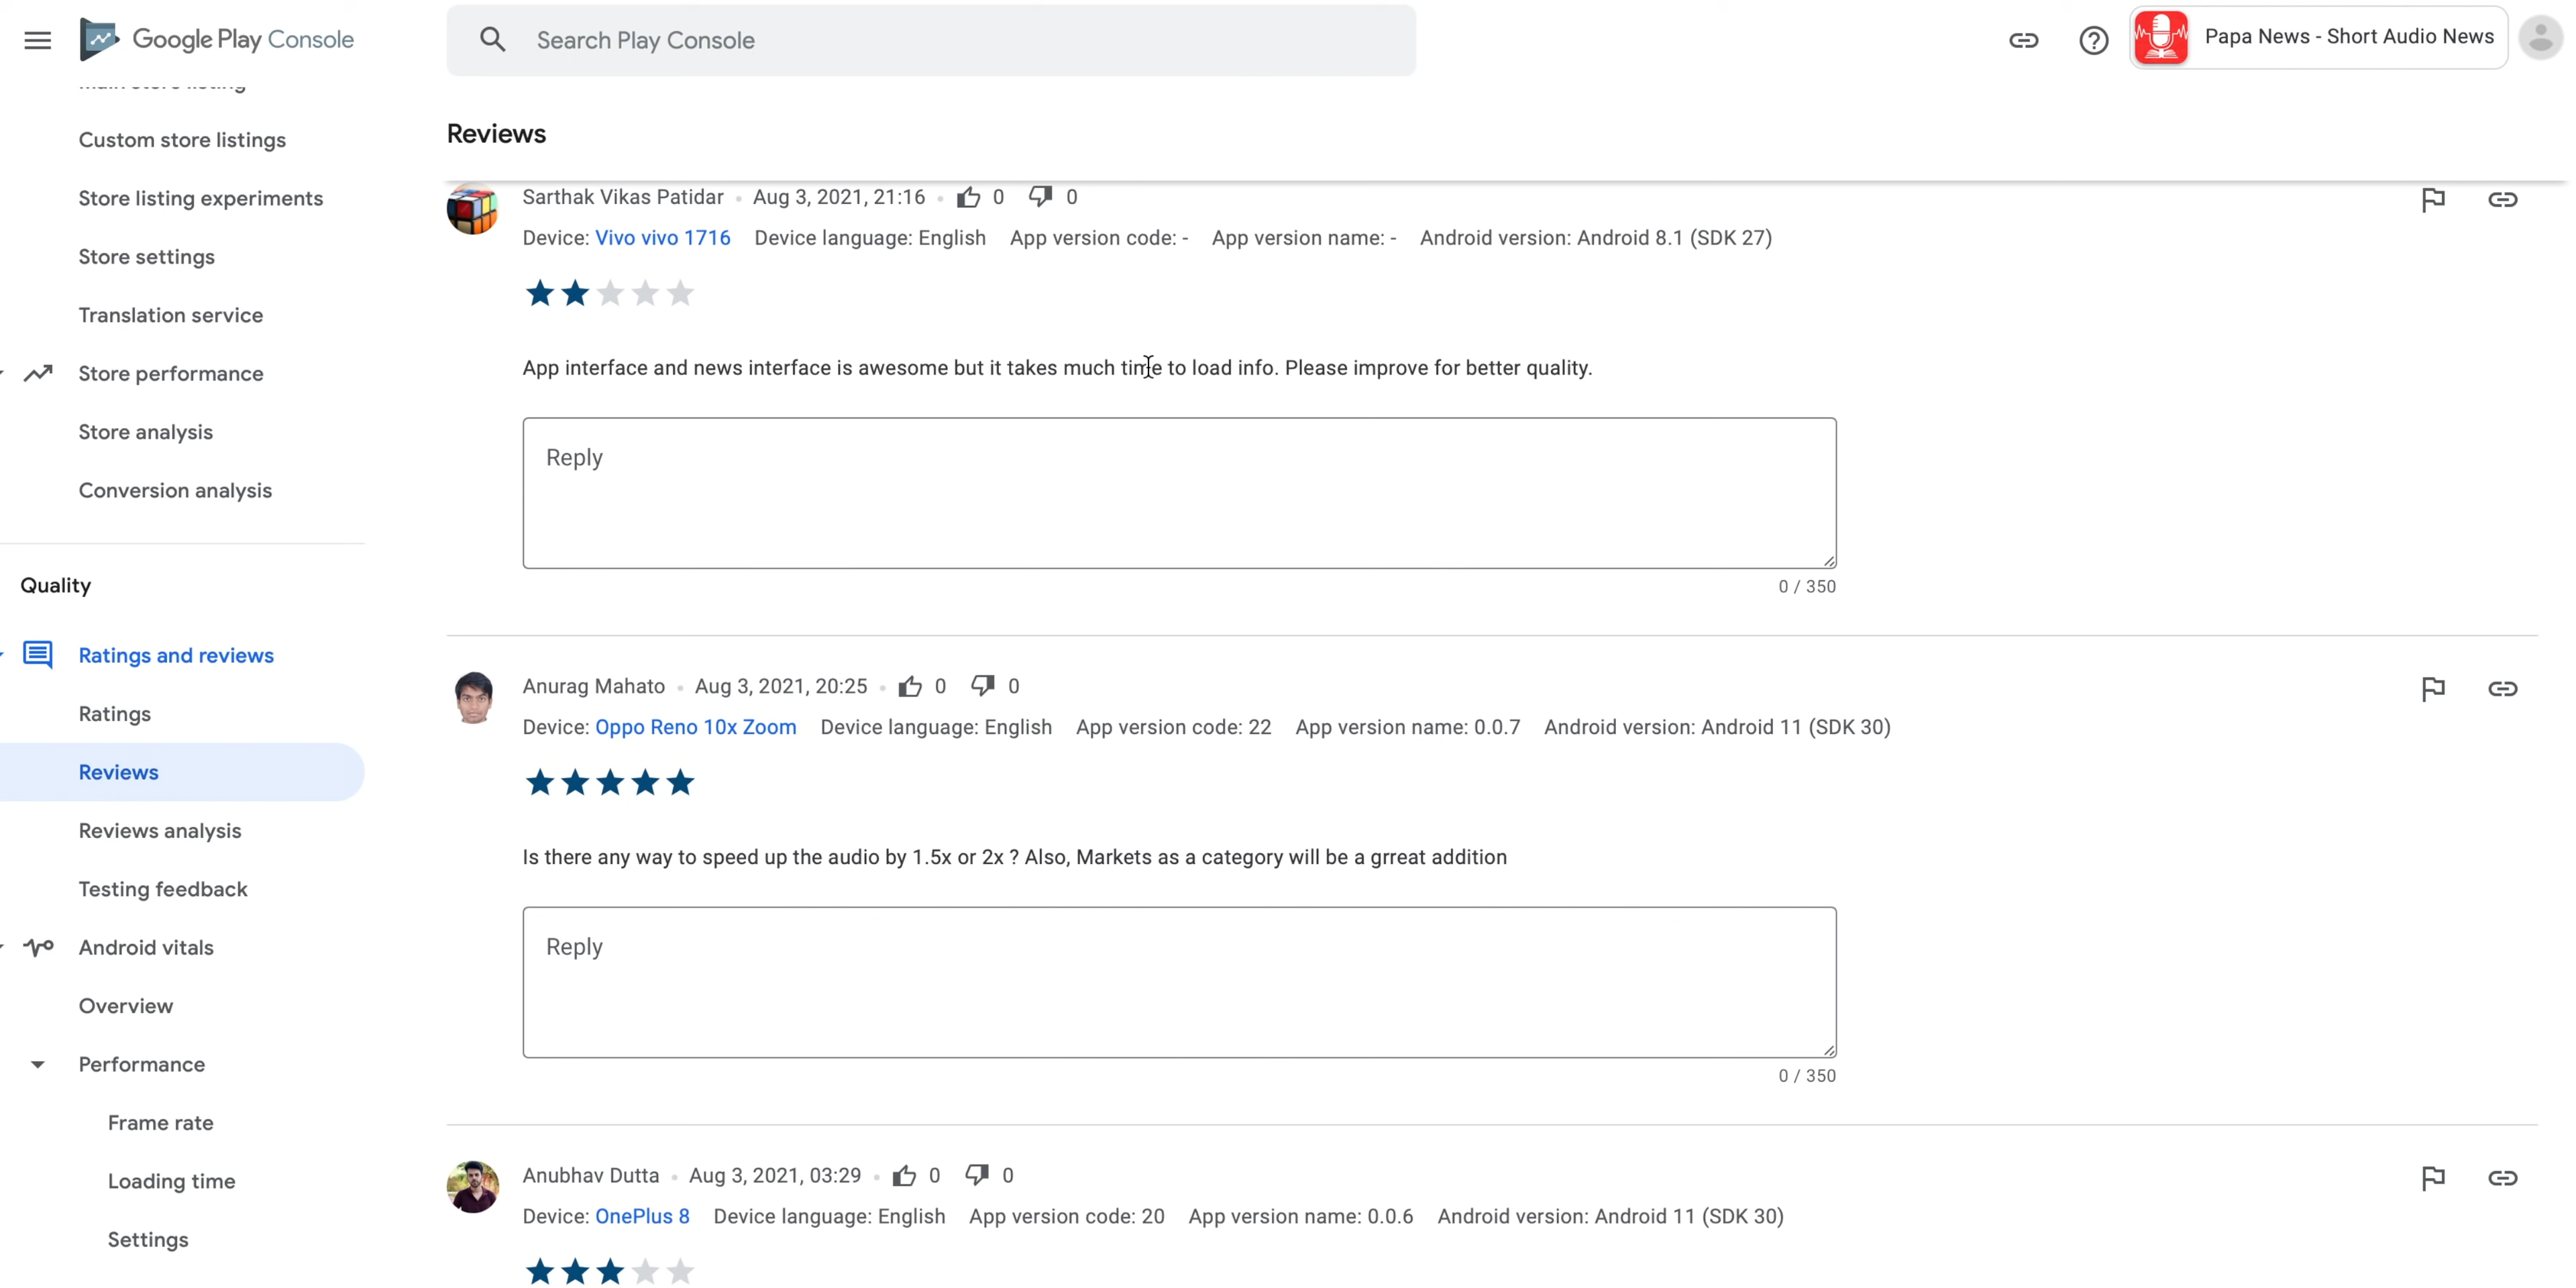 Google Play Console
Search Play Console
Papa News - Short Audio News
Main store listing
Custom store listings
Store listing experiments
Store settings
Translation service
Store performance
Store analysis
Conversion analysis
Quality
Ratings and reviews
Ratings
Reviews
Reviews analysis
Testing feedback
Android vitals
Overview
Performance
Frame rate
Loading time
Settings
Reviews
Sarthak Vikas Patidar • Aug 3, 2021, 21:16 • 0 0
Device: Vivo vivo 1716 Device language: English App version code: - App version name: - Android version: Android 8.1 (SDK 27)
App interface and news interface is awesome but it takes much time to load info. Please improve for better quality.
Reply
0 / 350
Anurag Mahato • Aug 3, 2021, 20:25 • 0 0
Device: Oppo Reno 10x Zoom Device language: English App version code: 22 App version name: 0.0.7 Android version: Android 11 (SDK 30)
Is there any way to speed up the audio by 1.5x or 2x ? Also, Markets as a category will be a grreat addition
Reply
0 / 350
Anubhav Dutta • Aug 3, 2021, 03:29 • 0 0
Device: OnePlus 8 Device language: English App version code: 20 App version name: 0.0.6 Android version: Android 11 (SDK 30)